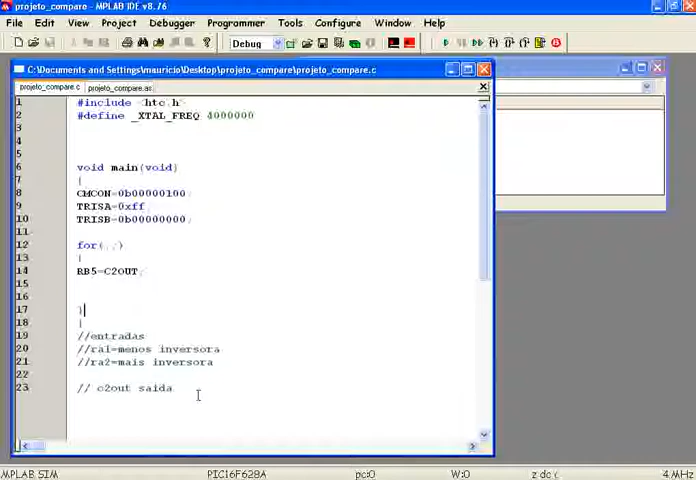 projeto_compare - MPLAB IDE v8.76
File Edit View Project Debugger Programmer Tools Configure Window Help
Debug
C:\Documents and Settings\mauricio\Desktop\projeto_compare\projeto_compare.c
projeto_compare.c projeto_compare.as
1 #include <htc.h>
2 #define _XTAL_FREQ 4000000
3
4
5
6 void main(void)
7 {
8 CMCON=0b00000100;
9 TRISA=0xff;
10 TRISB=0b00000000;
11
12 for(;;)
13 {
14 RB5=C2OUT;
15
16
17 }
18 }
19 //entradas
20 //ra1=menos inversora
21 //ra2=mais inversora
22
23 // c2out saida
MPLAB SIM PIC16F628A pc:0 W:0 z dc c 4 MHz